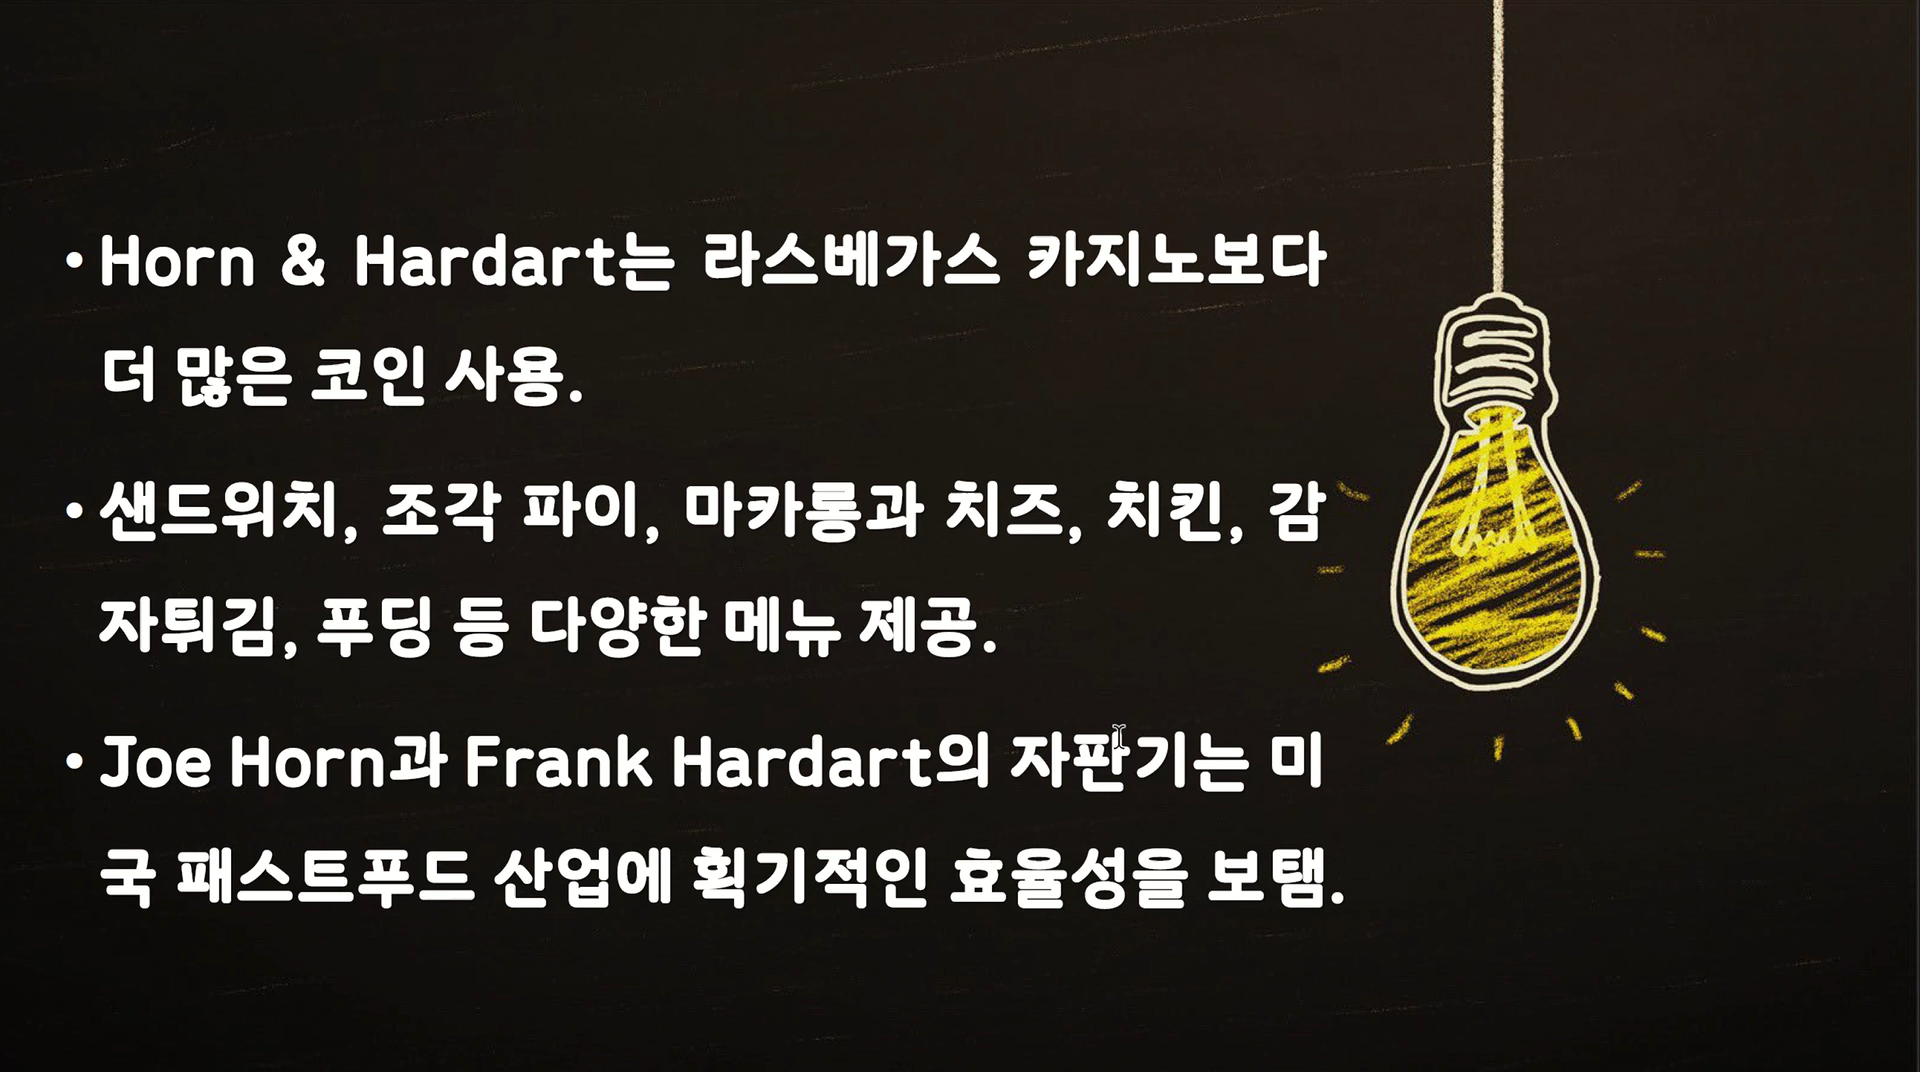 • Horn & Hardart는 라스베가스 카지노보다
더 많은 코인 사용.
• 샌드위치, 조각 파이, 마카롱과 치즈, 치킨, 감
자튀김, 푸딩 등 다양한 메뉴 제공.
• Joe Horn과 Frank Hardart의 자판기는 미
국 패스트푸드 산업에 획기적인 효율성을 보탬.